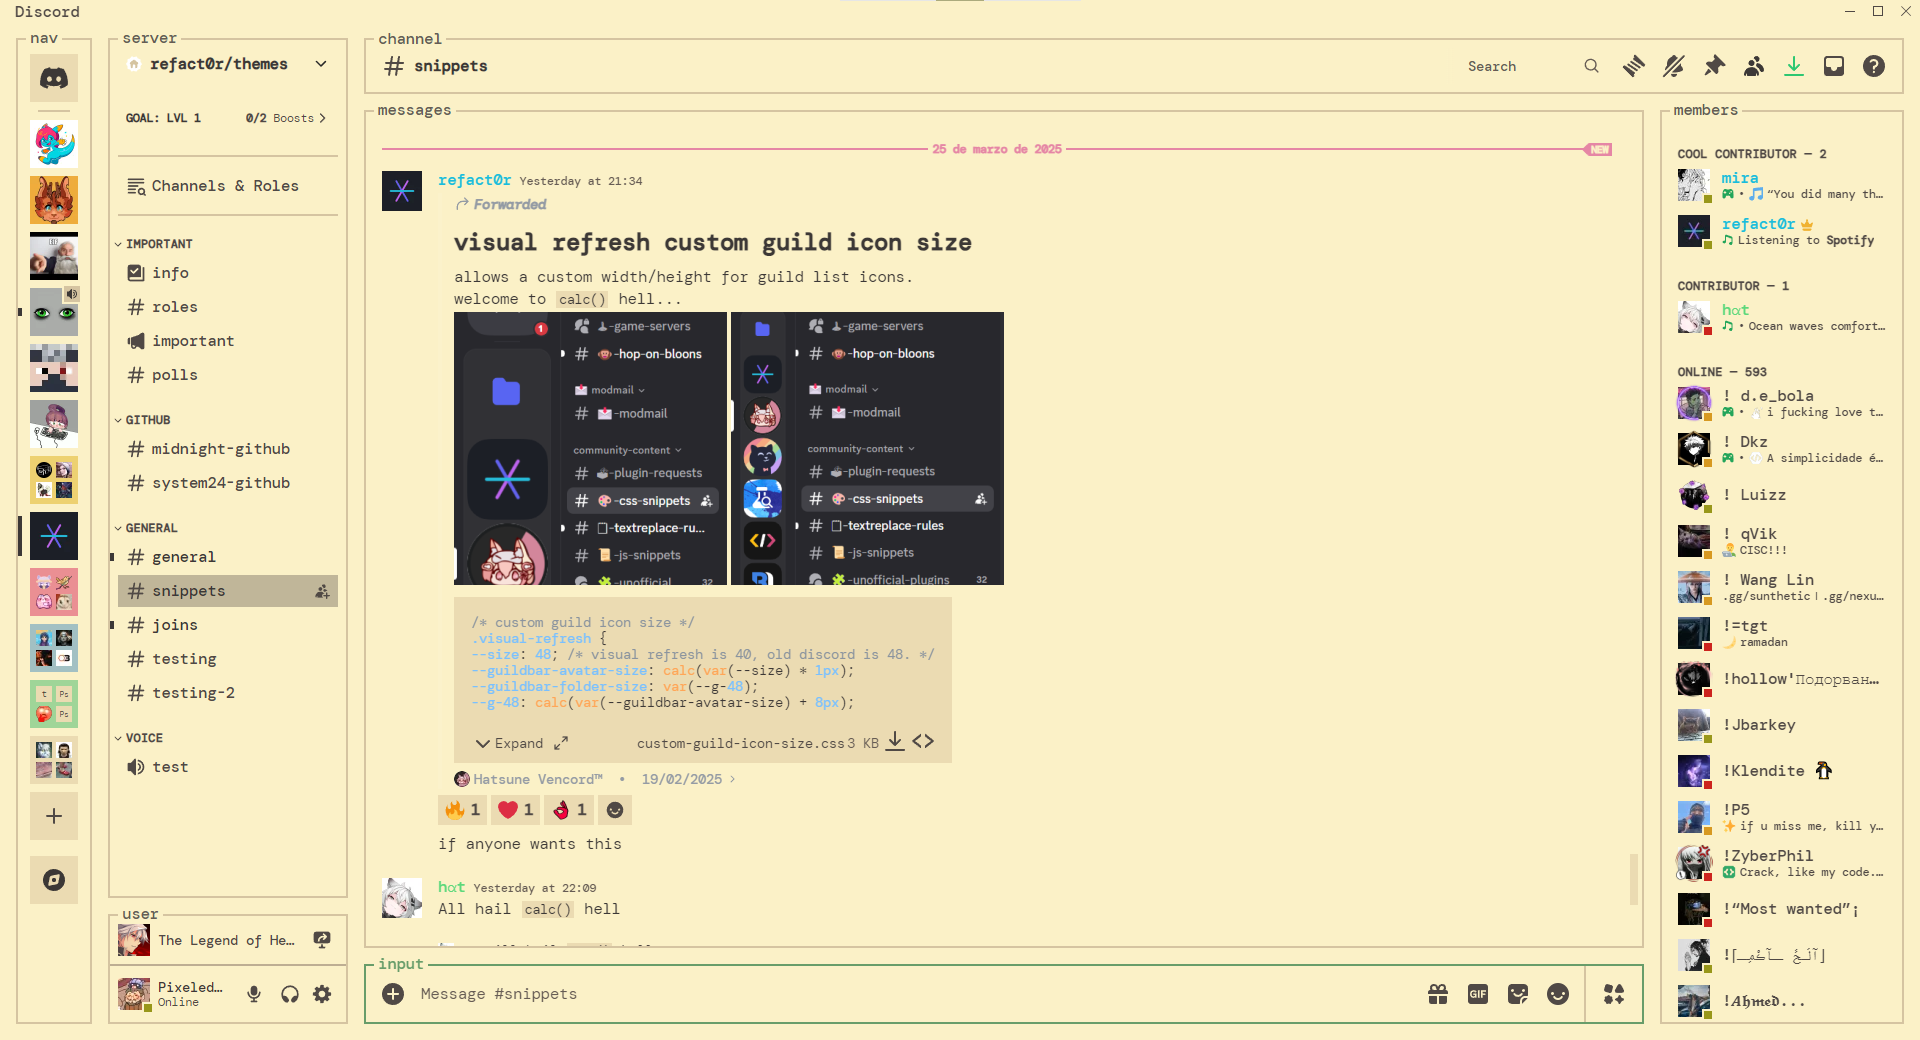 Discord
nav
server
refact0r/themes
GOAL: LVL 1
0/2 Boosts
Channels & Roles
IMPORTANT
info
roles
important
polls
GITHUB
midnight-github
system24-github
GENERAL
general
snippets
joins
testing
testing-2
VOICE
test
user
The Legend of He…
Pixeled…
Online
channel
snippets
Search
messages
25 de marzo de 2025
NEW
refact0r Yesterday at 21:34
Forwarded
visual refresh custom guild icon size
allows a custom width/height for guild list icons.
welcome to calc() hell...
1
-game-servers
-hop-on-bloons
modmail
-modmail
community-content
-plugin-requests
-css-snippets
-textreplace-ru...
-js-snippets
-unofficial
32
-game-servers
-hop-on-bloons
modmail
-modmail
community-content
-plugin-requests
-css-snippets
-textreplace-rules
-js-snippets
-unofficial-plugins
32
/* custom guild icon size */
.visual-refresh {
--size: 48; /* visual refresh is 40, old discord is 48. */
--guildbar-avatar-size: calc(var(--size) * 1px);
--guildbar-folder-size: var(--g-48);
--g-48: calc(var(--guildbar-avatar-size) + 8px);
Expand
custom-guild-icon-size.css 3 KB
Hatsune Vencord™ • 19/02/2025
1
1
1
if anyone wants this
hαt Yesterday at 22:09
All hail calc() hell
input
Message #snippets
GIF
members
COOL CONTRIBUTOR — 2
mira
• “You did many th…
refact0r
Listening to Spotify
CONTRIBUTOR — 1
hαt
• Ocean waves comfort…
ONLINE — 593
! d.e_bola
• i fucking love t…
! Dkz
• A simplicidade é…
! Luizz
! qVik
CISC!!!
! Wang Lin
.gg/sunthetic | .gg/nexu…
!=tgt
ramadan
!hollow'Подорван…
!Jbarkey
!Klendite
!P5
if u miss me, kill y…
!ZyberPhil
Crack, like my code.…
!“Most wanted”¡
!𝕬𝖍𝖒𝖊𝖉...